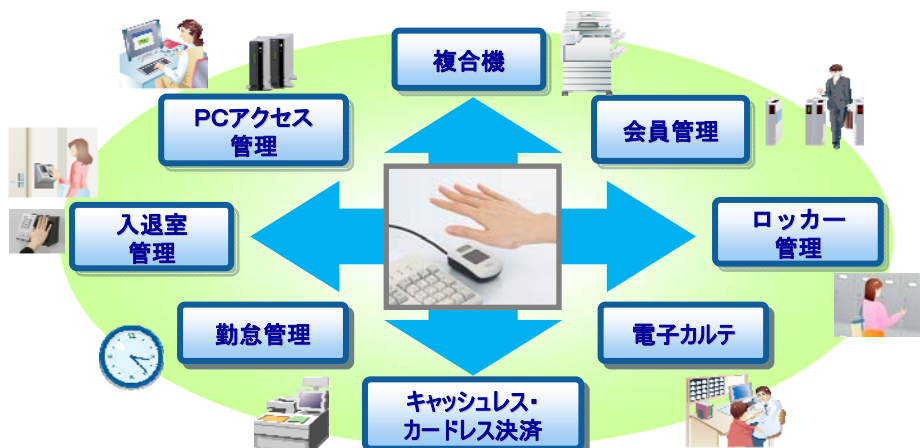 複合機
PCアクセス
管理
会員管理
入退室
管理
ロッカー
管理
勤怠管理
電子カルテ
キャッシュレス・
カードレス決済